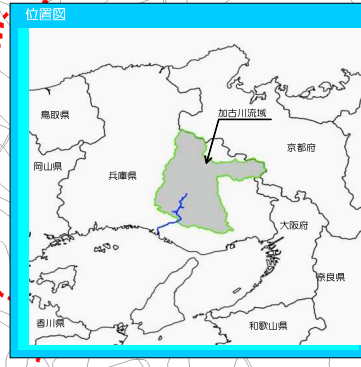 位置図
鳥取県
加古川流域
京都府
岡山県
兵庫県
大阪府
奈良県
香川県
和歌山県